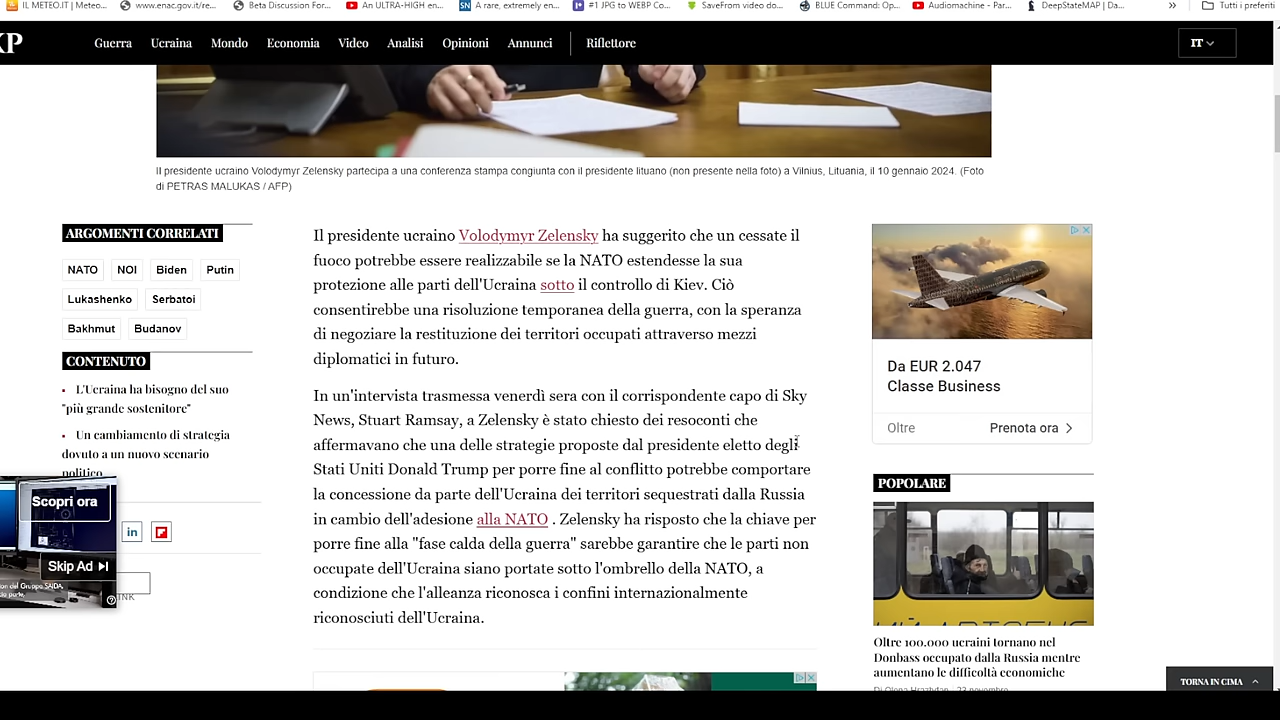 IL METEO.IT | Meteo...
www.enac.gov.it/re...
Beta Discussion For...
An ULTRA-HIGH en...
A rare, extremely en...
#1 JPG to WEBP Co...
SaveFrom video do...
BLUE Command: Op...
Audiomachine - Par...
DeepStateMAP | Da...
»
Tutti i preferiti
KP
Guerra
Ucraina
Mondo
Economia
Video
Analisi
Opinioni
Annunci
Riflettore
IT
Il presidente ucraino Volodymyr Zelensky partecipa a una conferenza stampa congiunta con il presidente lituano (non presente nella foto) a Vilnius, Lituania, il 10 gennaio 2024. (Foto
di PETRAS MALUKAS / AFP)
ARGOMENTI CORRELATI
NATO
NOI
Biden
Putin
Lukashenko
Serbatoi
Bakhmut
Budanov
CONTENUTO
L'Ucraina ha bisogno del suo
"più grande sostenitore"
Un cambiamento di strategia
dovuto a un nuovo scenario
politico
Scopri ora
Skip Ad
Il presidente ucraino Volodymyr Zelensky ha suggerito che un cessate il
fuoco potrebbe essere realizzabile se la NATO estendesse la sua
protezione alle parti dell'Ucraina sotto il controllo di Kiev. Ciò
consentirebbe una risoluzione temporanea della guerra, con la speranza
di negoziare la restituzione dei territori occupati attraverso mezzi
diplomatici in futuro.
In un'intervista trasmessa venerdì sera con il corrispondente capo di Sky
News, Stuart Ramsay, a Zelensky è stato chiesto dei resoconti che
affermavano che una delle strategie proposte dal presidente eletto degli
Stati Uniti Donald Trump per porre fine al conflitto potrebbe comportare
la concessione da parte dell'Ucraina dei territori sequestrati dalla Russia
in cambio dell'adesione alla NATO . Zelensky ha risposto che la chiave per
porre fine alla "fase calda della guerra" sarebbe garantire che le parti non
occupate dell'Ucraina siano portate sotto l'ombrello della NATO, a
condizione che l'alleanza riconosca i confini internazionalmente
riconosciuti dell'Ucraina.
Da EUR 2.047
Classe Business
Oltre
Prenota ora
POPOLARE
Oltre 100.000 ucraini tornano nel
Donbass occupato dalla Russia mentre
aumentano le difficoltà economiche
TORNA IN CIMA